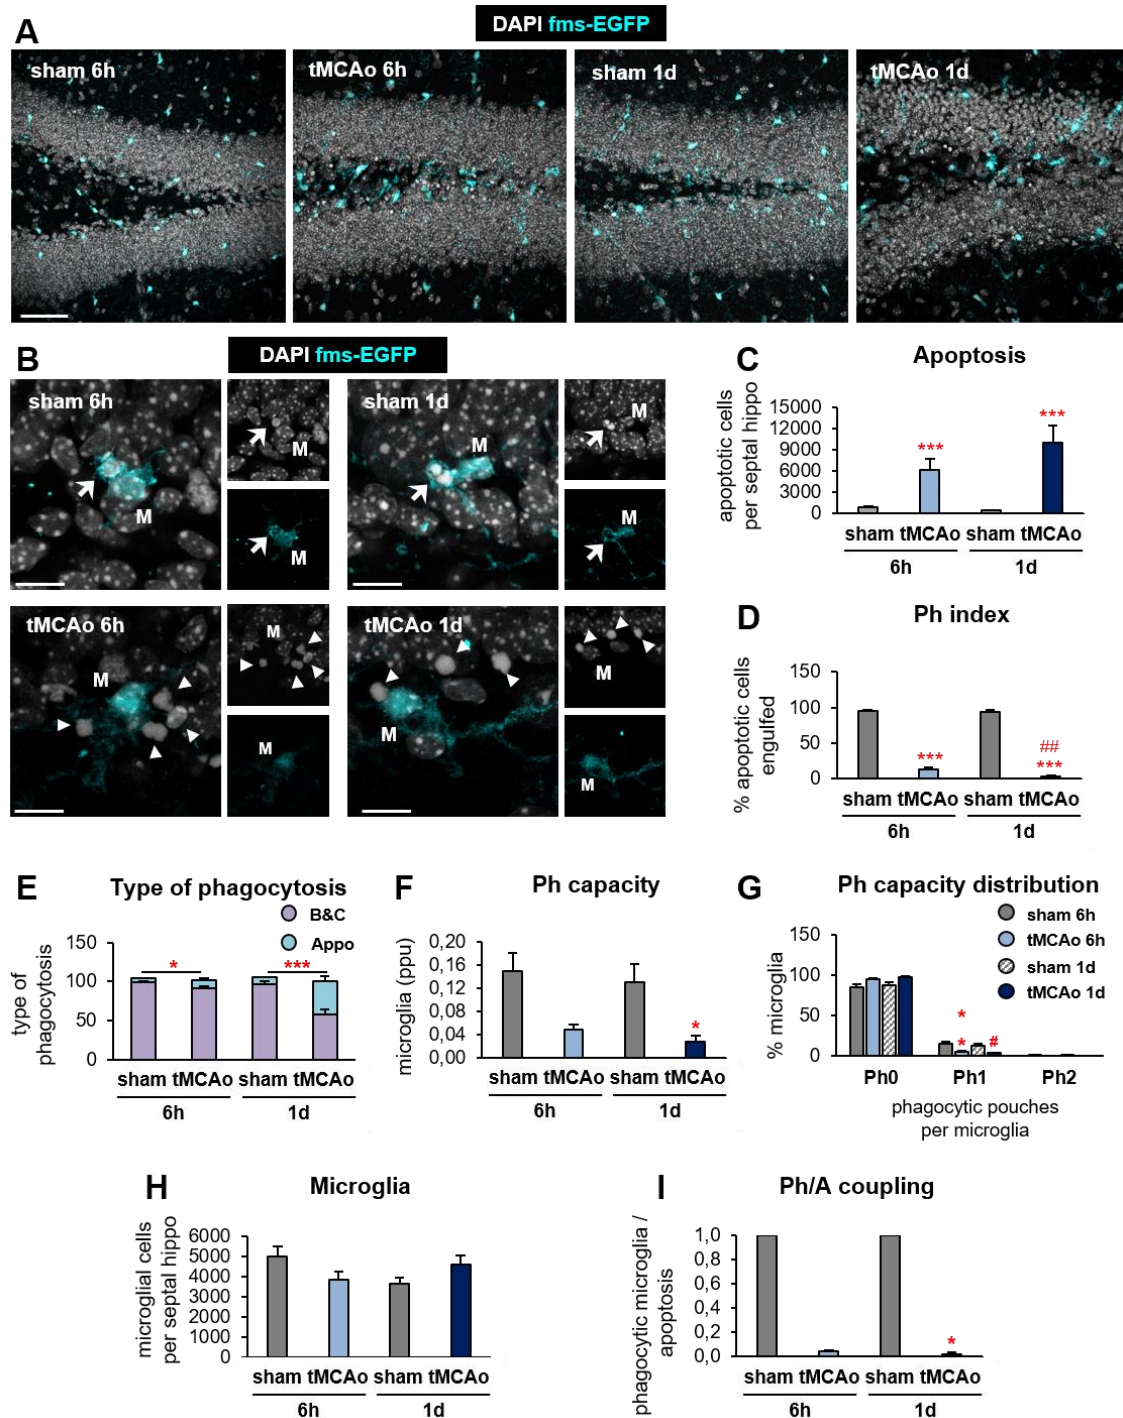 A
DAPI fms-EGFP
sham 6h
tMCAo 6h
sham 1d
tMCAo 1d
B
DAPI fms-EGFP
sham 6h
M
M
M
sham 1d
M
M
M
tMCAo 6h
M
M
M
tMCAo 1d
M
M
M
C
Apoptosis
apoptotic cells
per septal hippo
15000
12000
9000
6000
3000
0
***
***
sham tMCAo sham tMCAo
6h 1d
D
Ph index
% apoptotic cells
engulfed
150
100
50
0
***
##
***
sham tMCAo sham tMCAo
6h 1d
E
Type of phagocytosis
B&C
Appo
type of
phagocytosis
150
100
50
0
*
***
sham tMCAo sham tMCAo
6h 1d
F
Ph capacity
microglia (ppu)
0,20
0,16
0,12
0,08
0,04
0,00
*
sham tMCAo sham tMCAo
6h 1d
G
Ph capacity distribution
sham 6h
tMCAo 6h
sham 1d
tMCAo 1d
% microglia
150
100
50
0
*
* #
Ph0 Ph1 Ph2
phagocytic pouches
per microglia
H
Microglia
microglial cells
per septal hippo
6000
5000
4000
3000
2000
1000
0
sham tMCAo sham tMCAo
6h 1d
I
Ph/A coupling
phagocytic microglia /
apoptosis
1,0
0,8
0,6
0,4
0,2
0,0
*
sham tMCAo sham tMCAo
6h 1d